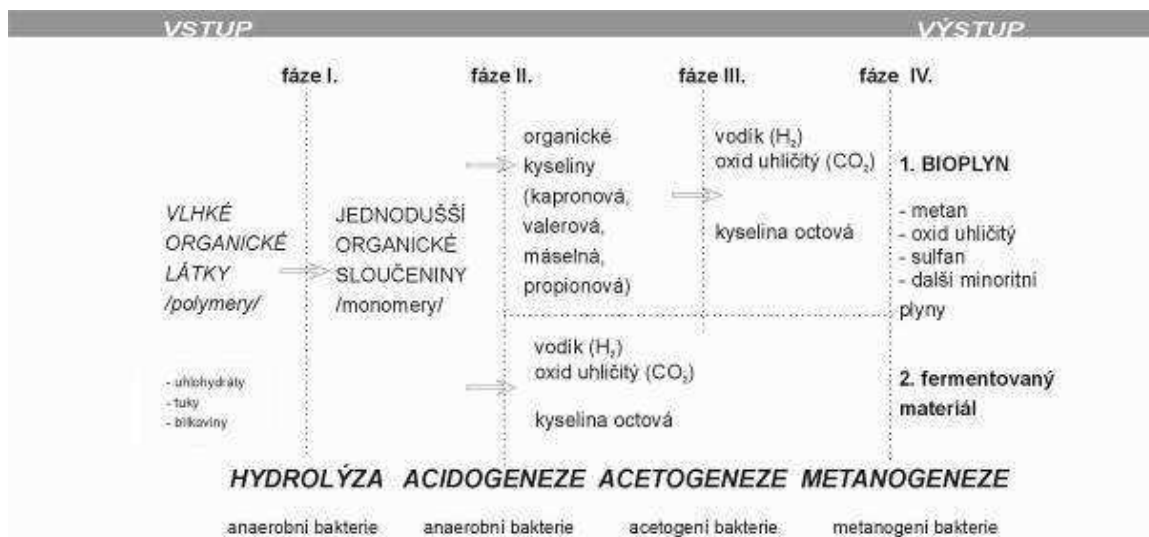 VSTUP
VÝSTUP
fáze I.
fáze II.
fáze III.
fáze IV.
VLHKÉ
ORGANICKÉ
LÁTKY
/polymery/
- uhlohydráty
- tuky
- bílkoviny
JEDNODUŠŠÍ
ORGANICKÉ
SLOUČENINY
/monomery/
organické
kyseliny
(kapronová,
valerová,
máselná,
propionová)
vodík (H₂)
oxid uhličitý (CO₂)
kyselina octová
vodík (H₂)
oxid uhličitý (CO₂)
kyselina octová
1. BIOPLYN
- metan
- oxid uhličitý
- sulfan
- další minoritní
plyny
2. fermentovaný
materiál
HYDROLÝZA
ACIDOGENEZE
ACETOGENEZE
METANOGENEZE
anaerobní bakterie
anaerobní bakterie
acetogení bakterie
metanogení bakterie